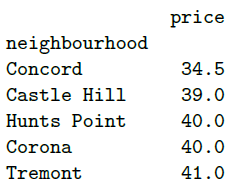 price
neighbourhood
Concord 34.5
Castle Hill 39.0
Hunts Point 40.0
Corona 40.0
Tremont 41.0